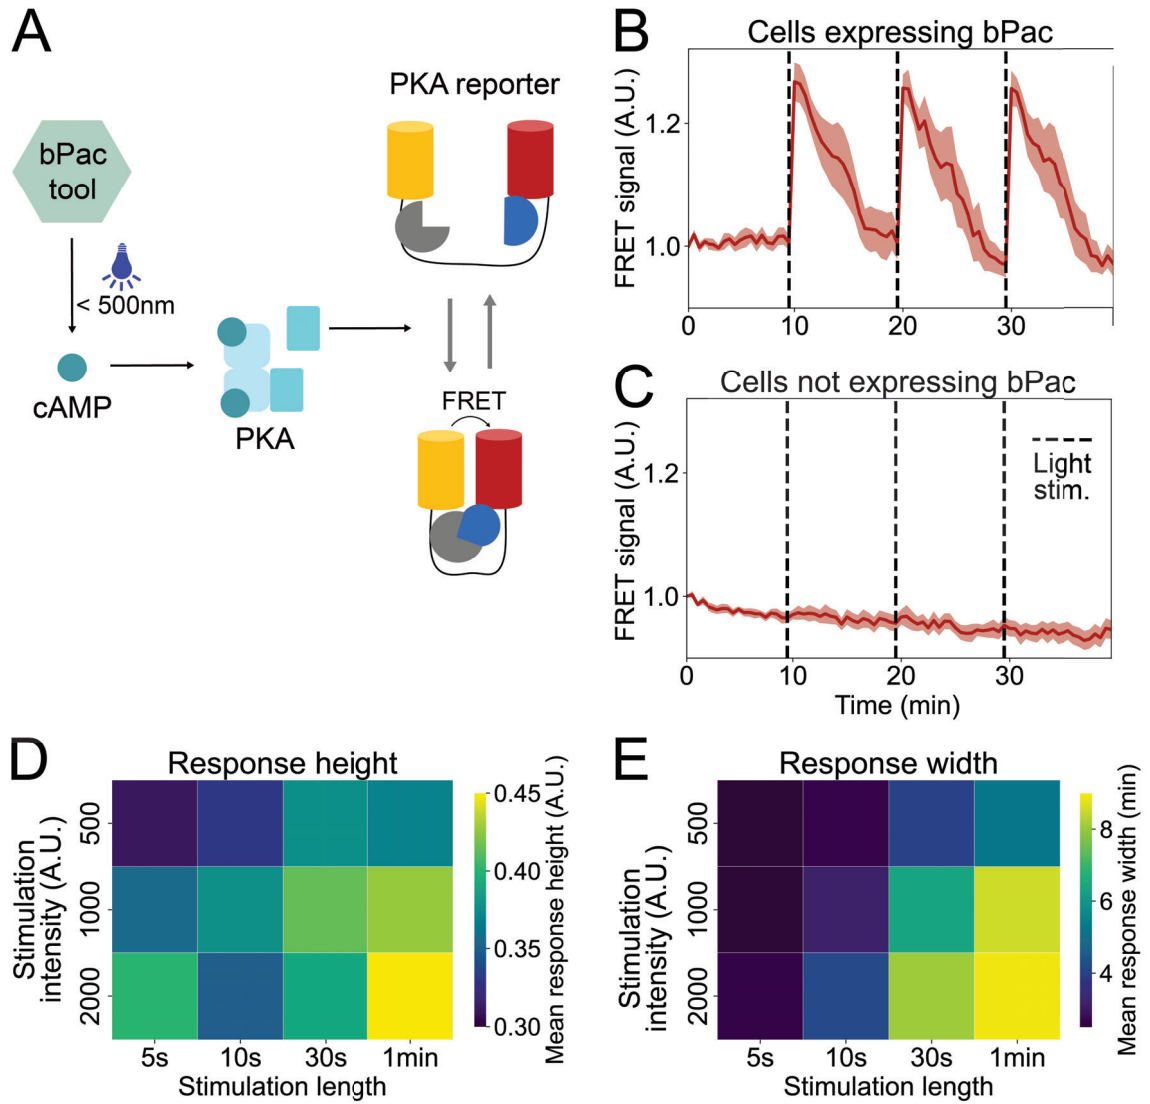 A
bPac
tool
< 500nm
cAMP
PKA
PKA reporter
FRET
B
Cells expressing bPac
FRET signal (A.U.)
1.2
1.0
0
10
20
30
C
Cells not expressing bPac
FRET signal (A.U.)
1.2
1.0
Light
stim.
0
10
20
30
Time (min)
D
Response height
Stimulation
intensity (A.U.)
500
1000
2000
5s
10s
30s
1min
Stimulation length
0.45
0.40
0.35
0.30
Mean response height (A.U.)
E
Response width
Stimulation
intensity (A.U.)
500
1000
2000
5s
10s
30s
1min
Stimulation length
8
6
4
Mean response width (min)